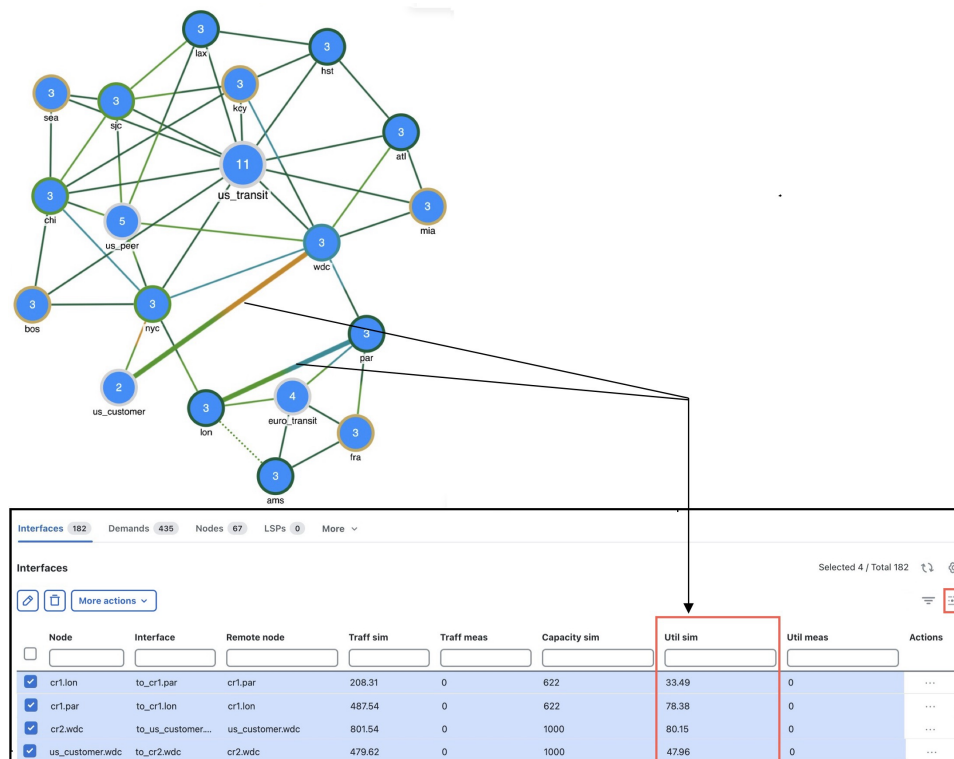 3
lax
3
hst
3
sea
3
sjc
3
kcy
3
atl
11
us_transit
3
chi
5
us_peer
3
mia
3
wdc
3
bos
3
nyc
3
par
2
us_customer
3
lon
4
euro_transit
3
fra
3
ams
Interfaces 182 Demands 435 Nodes 67 LSPs 0 More
Interfaces Selected 4 / Total 182
More actions
Node Interface Remote node Traff sim Traff meas Capacity sim Util sim Util meas Actions
cr1.lon to_cr1.par cr1.par 208.31 0 622 33.49 0 ...
cr1.par to_cr1.lon cr1.lon 487.54 0 622 78.38 0 ...
cr2.wdc to_us_customer.... us_customer.wdc 801.54 0 1000 80.15 0 ...
us_customer.wdc to_cr2.wdc cr2.wdc 479.62 0 1000 47.96 0 ...